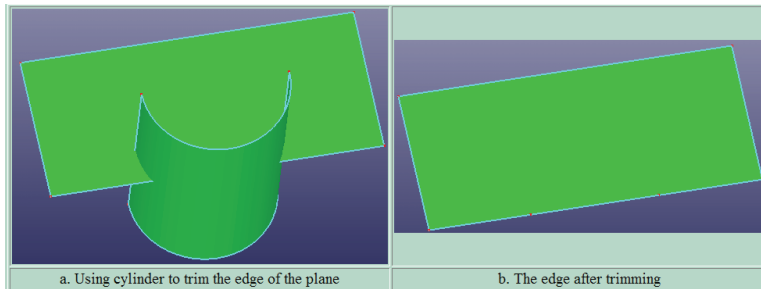 a. Using cylinder to trim the edge of the plane
b. The edge after trimming